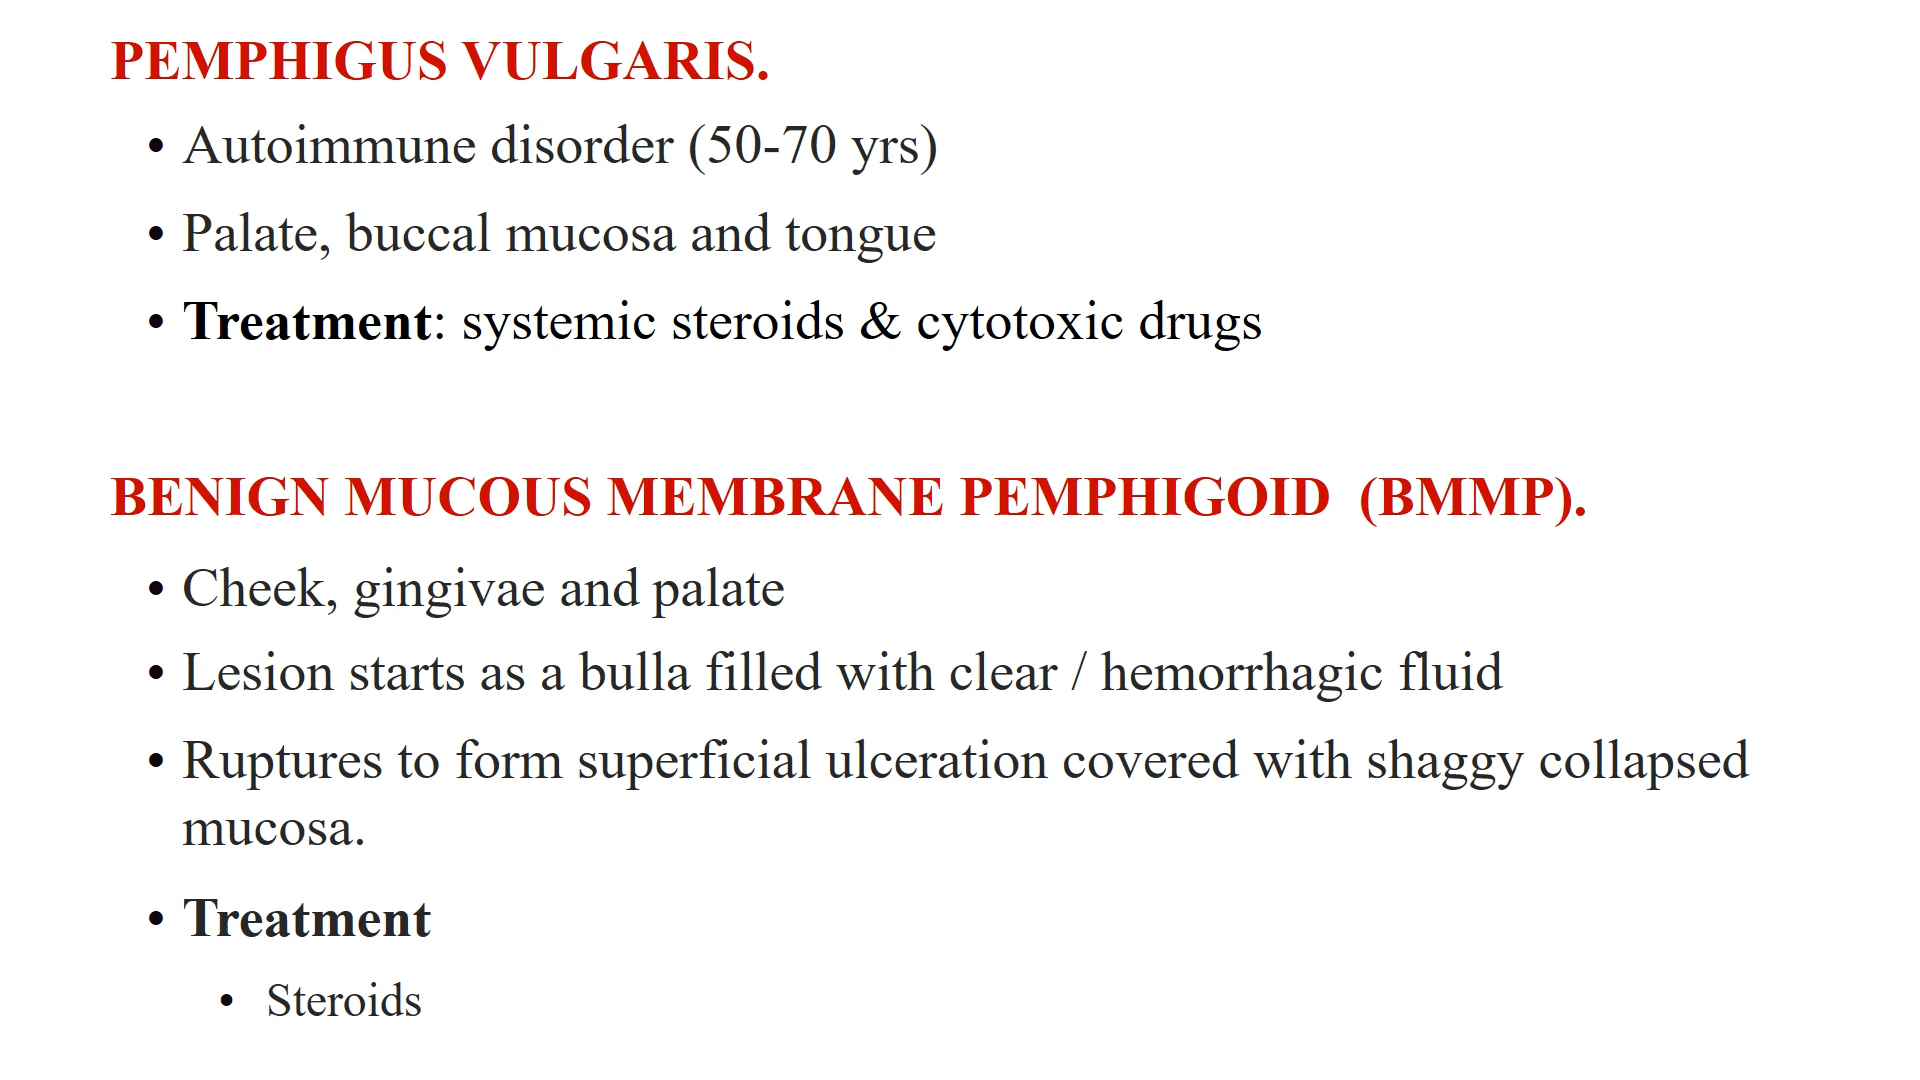 PEMPHIGUS VULGARIS.
• Autoimmune disorder (50-70 yrs)
• Palate, buccal mucosa and tongue
• Treatment: systemic steroids & cytotoxic drugs
BENIGN MUCOUS MEMBRANE PEMPHIGOID (BMMP).
• Cheek, gingivae and palate
• Lesion starts as a bulla filled with clear / hemorrhagic fluid
• Ruptures to form superficial ulceration covered with shaggy collapsed
mucosa.
• Treatment
• Steroids